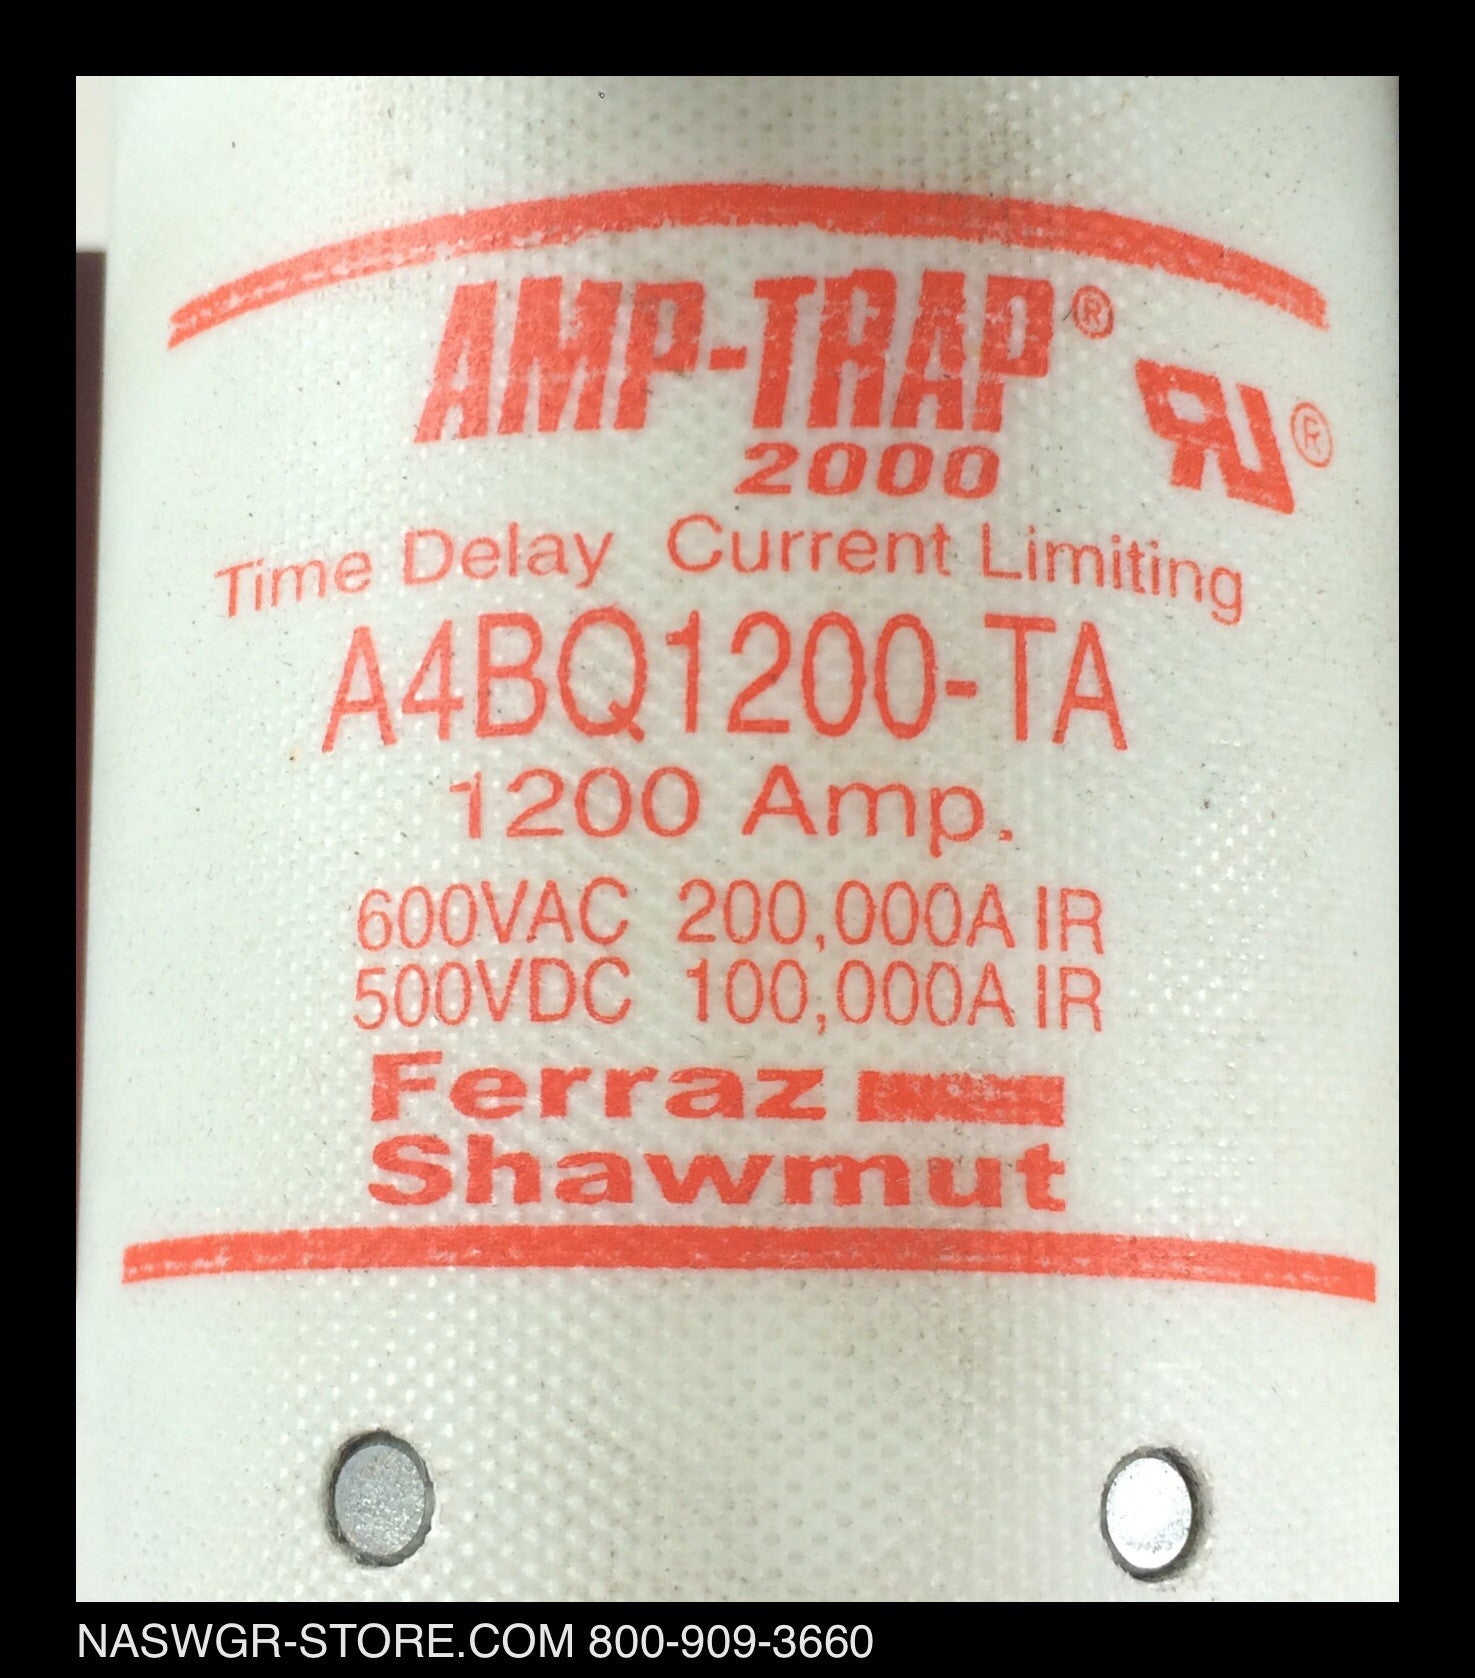 AMP-TRAP®
2000
RU®
Time Delay Current Limiting
A4BQ1200-TA
1200 Amp.
600VAC 200,000A IR
500VDC 100,000A IR
Ferraz
Shawmut
NASWGR-STORE.COM 800-909-3660